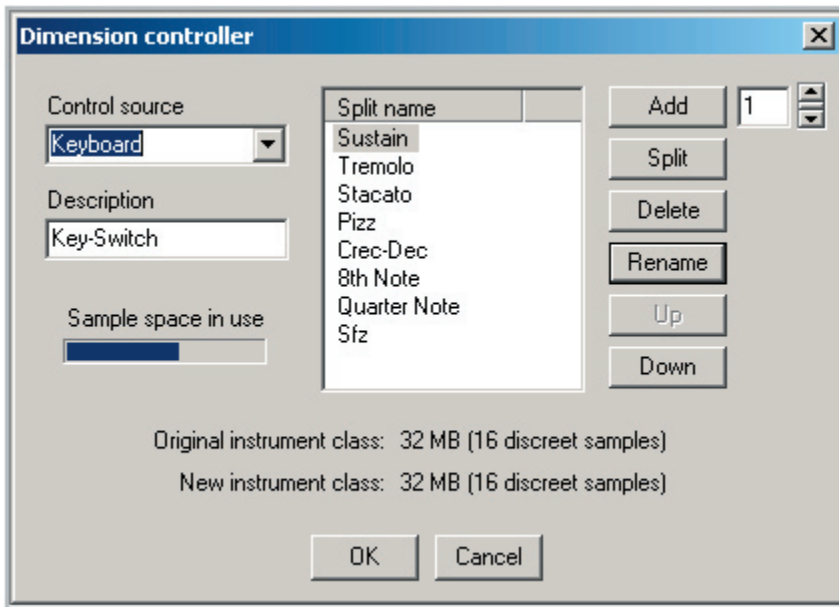 Dimension controller
Control source
Keyboard
Description
Key-Switch
Sample space in use
Split name
Sustain
Tremolo
Stacato
Pizz
Crec-Dec
8th Note
Quarter Note
Sfz
Add
1
Split
Delete
Rename
Up
Down
Original instrument class: 32 MB (16 discreet samples)
New instrument class: 32 MB (16 discreet samples)
OK
Cancel